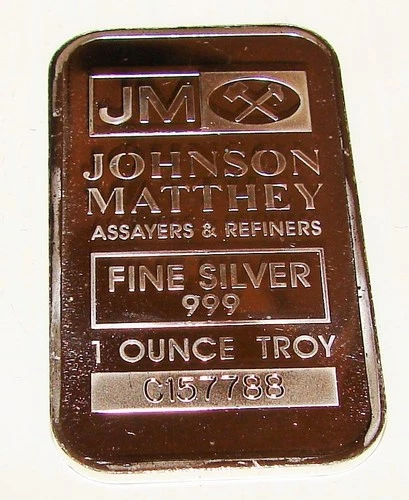 JM
JOHNSON
MATTHEY
ASSAYERS & REFINERS
FINE SILVER
999
1 OUNCE TROY
C157788